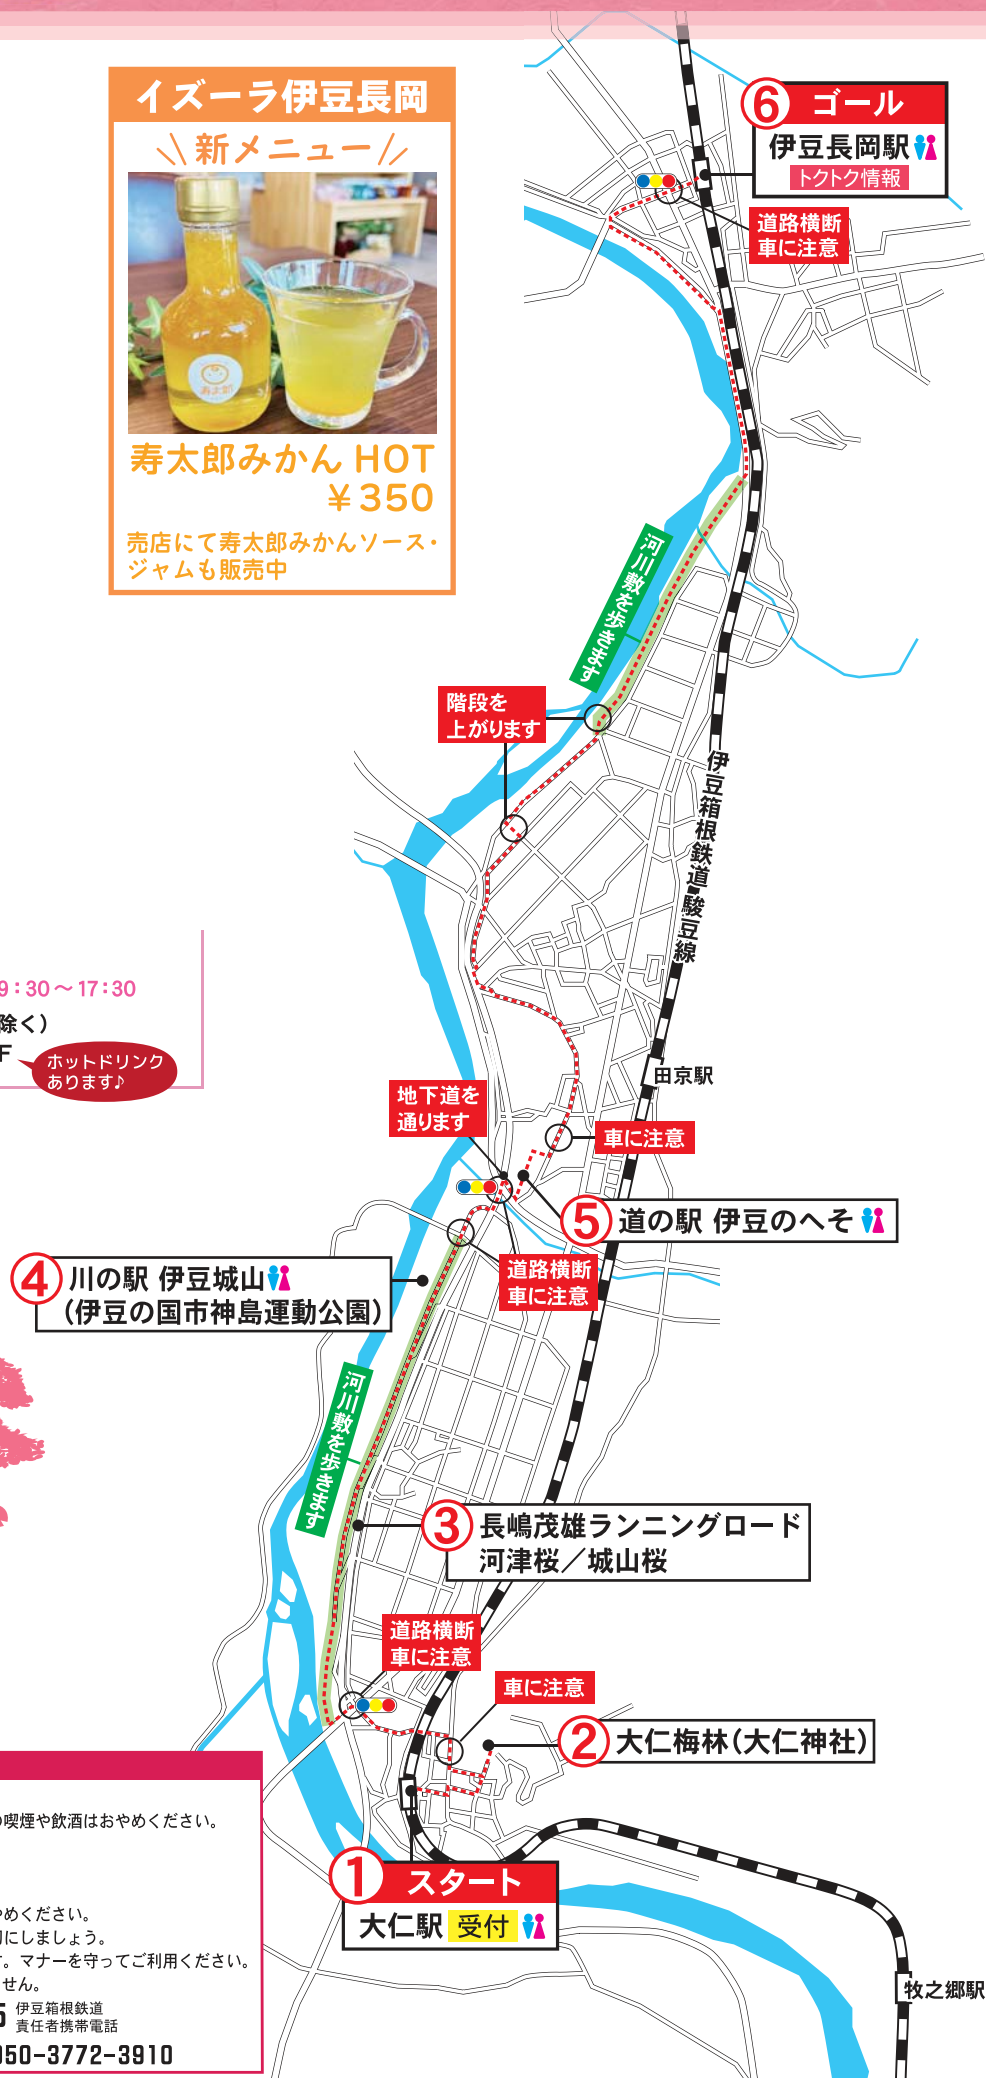 イズーラ伊豆長岡
新メニュー
寿太郎
寿太郎みかん HOT
￥350
売店にて寿太郎みかんソース・
ジャムも販売中
⑥ ゴール
伊豆長岡駅
トクトク情報
道路横断
車に注意
河川敷を歩きます
階段を
上がります
伊豆箱根鉄道 駿豆線
9：30～17：30
除く）
F
ホットドリンク
あります♪
田京駅
地下道を
通ります
車に注意
⑤ 道の駅 伊豆のへそ
道路横断
車に注意
④ 川の駅 伊豆城山
（伊豆の国市神島運動公園）
河川敷を歩きます
③ 長嶋茂雄ランニングロード
河津桜／城山桜
道路横断
車に注意
車に注意
② 大仁梅林（大仁神社）
① スタート
大仁駅 受付
牧之郷駅
の喫煙や飲酒はおやめください。
やめください。
切にしましょう。
す。マナーを守ってご利用ください。
せん。
5 伊豆箱根鉄道
責任者携帯電話
050-3772-3910